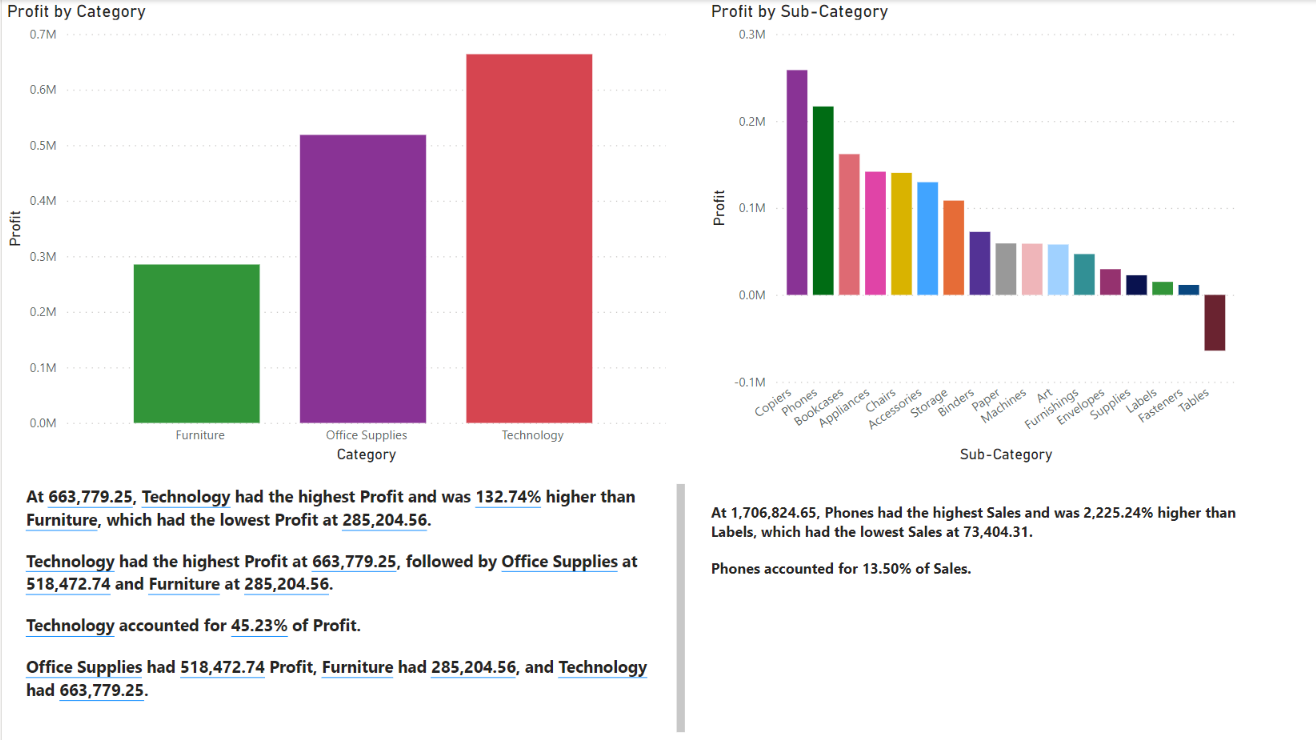 Profit by Category
0.7M
0.6M
0.5M
0.4M
0.3M
0.2M
0.1M
0.0M
Profit
Furniture
Office Supplies
Technology
Category
At 663,779.25, Technology had the highest Profit and was 132.74% higher than
Furniture, which had the lowest Profit at 285,204.56.
Technology had the highest Profit at 663,779.25, followed by Office Supplies at
518,472.74 and Furniture at 285,204.56.
Technology accounted for 45.23% of Profit.
Office Supplies had 518,472.74 Profit, Furniture had 285,204.56, and Technology
had 663,779.25.
Profit by Sub-Category
0.3M
0.2M
0.1M
0.0M
-0.1M
Profit
Copiers
Phones
Bookcases
Appliances
Chairs
Accessories
Storage
Binders
Paper
Machines
Art
Furnishings
Envelopes
Supplies
Labels
Fasteners
Tables
Sub-Category
At 1,706,824.65, Phones had the highest Sales and was 2,225.24% higher than
Labels, which had the lowest Sales at 73,404.31.
Phones accounted for 13.50% of Sales.